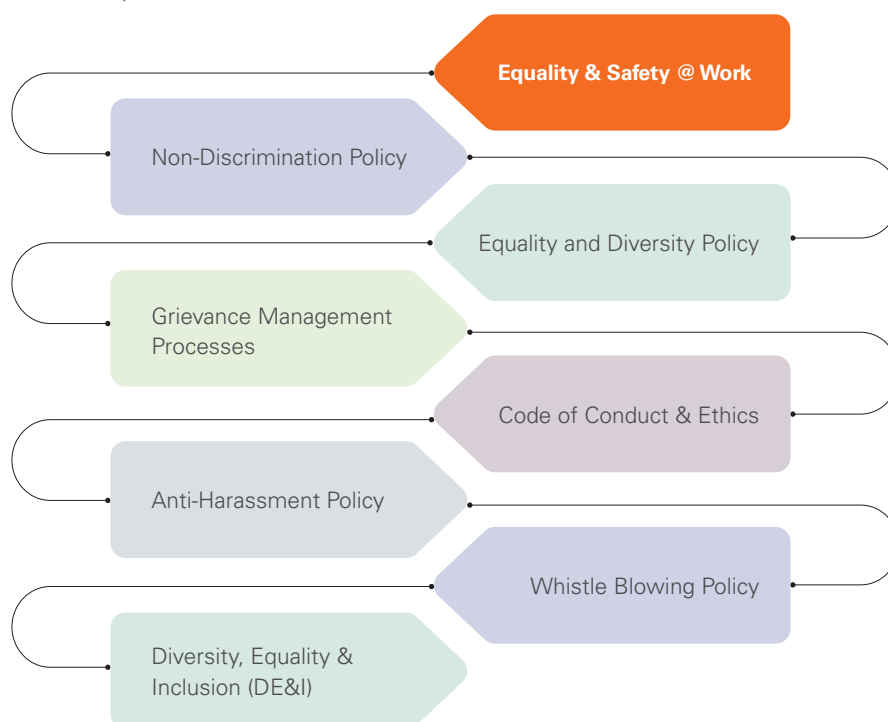 Equality & Safety @ Work
Non-Discrimination Policy
Equality and Diversity Policy
Grievance Management
Processes
Code of Conduct & Ethics
Anti-Harassment Policy
Whistle Blowing Policy
Diversity, Equality &
Inclusion (DE&I)